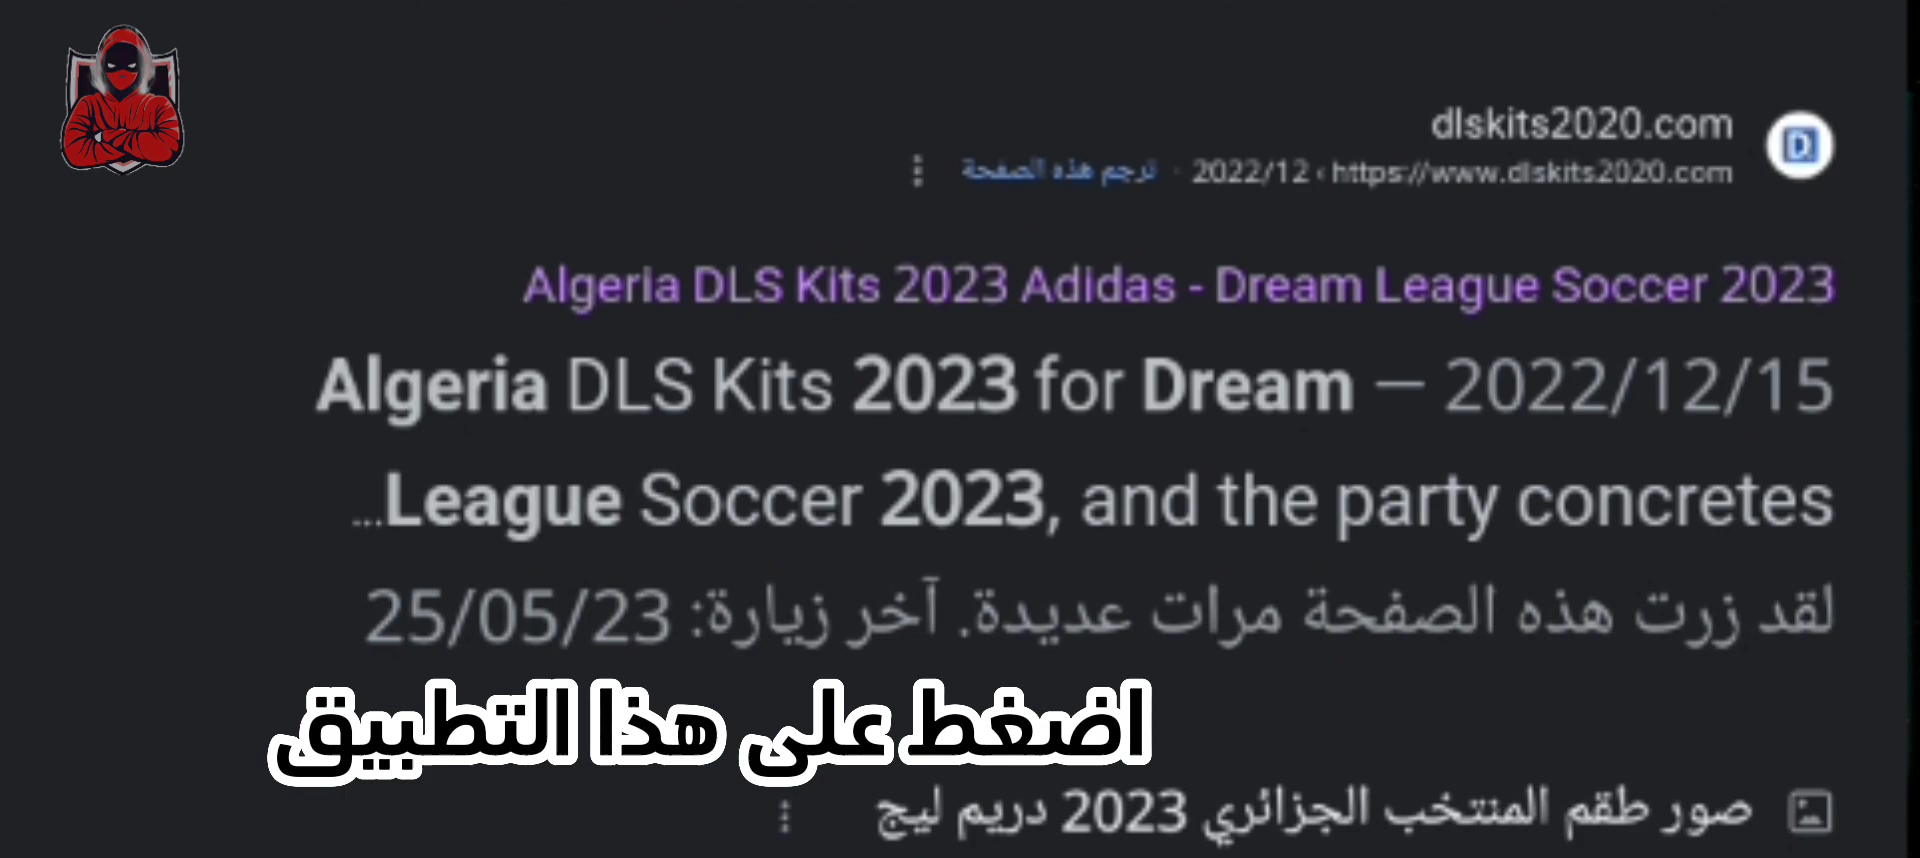 dlskits2020.com
https://www.dlskits2020.com › 2022/12 · ترجم هذه الصفحة
Algeria DLS Kits 2023 Adidas - Dream League Soccer 2023
2022/12/15 — Algeria DLS Kits 2023 for Dream
League Soccer 2023, and the party concretes...
لقد زرت هذه الصفحة مرات عديدة. آخر زيارة: 25/05/23
اضغط على هذا التطبيق
صور طقم المنتخب الجزائري 2023 دريم ليج